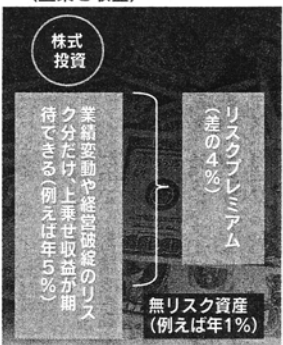 株式
投資
業績変動や経営破綻のリス
ク分だけ、上乗せ収益が期
待できる(例えば年5%)
リスクプレミアム
(差の4%)
無リスク資産
(例えば年1%)